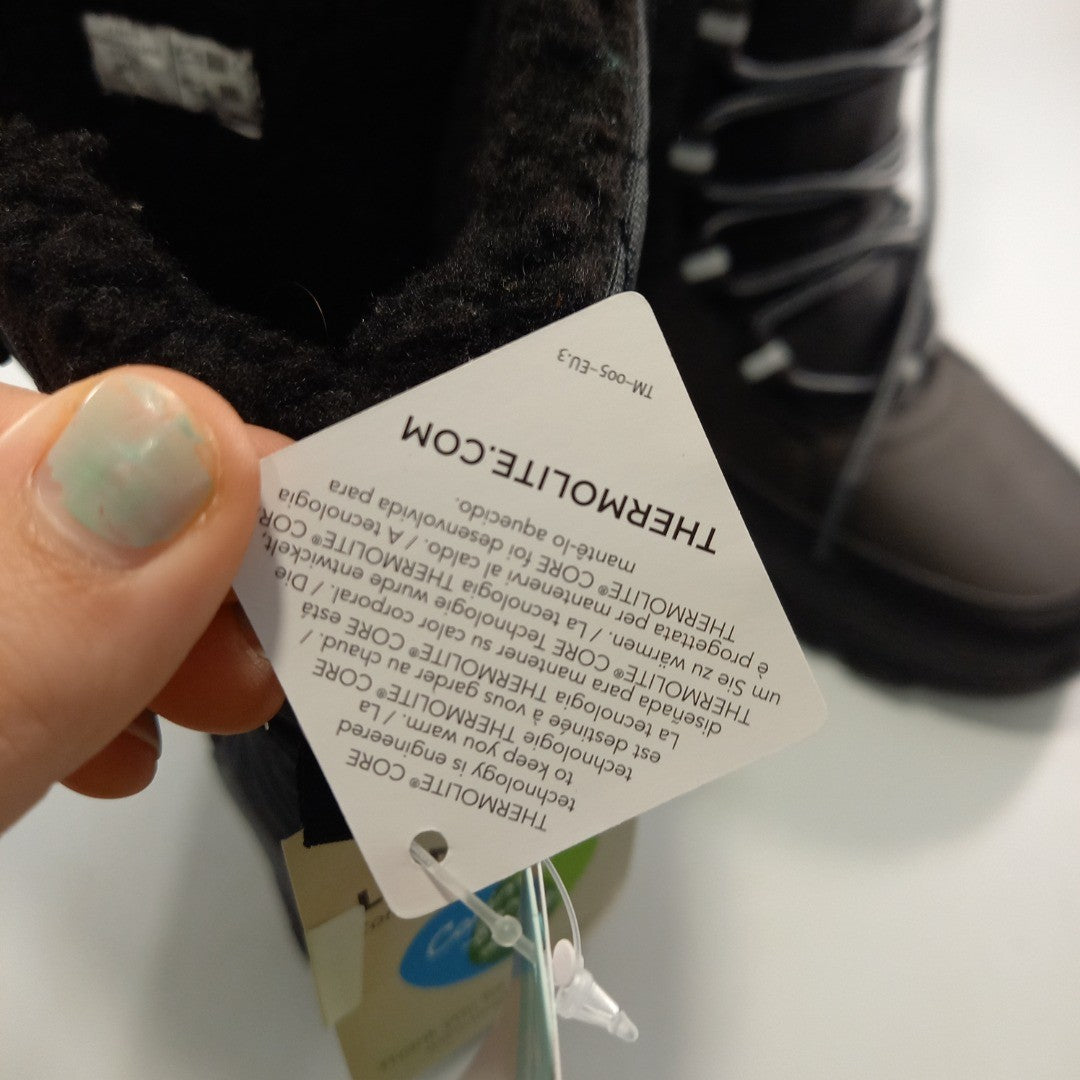 THERMOLITE® CORE
technology is engineered
to keep you warm. / La
technologie THERMOLITE® CORE
est destinée à vous garder au chaud. /
La tecnologia THERMOLITE® CORE está
diseñada para mantener su calor corporal. / Die
THERMOLITE® CORE Technologie wurde entwickelt,
um Sie zu wärmen. / La tecnologia THERMOLITE®
è progettata per mantenervi al caldo. / A tecnologia
THERMOLITE® CORE foi desenvolvida para
mantê-lo aquecido.
THERMOLITE.COM
TM-005-EU.3